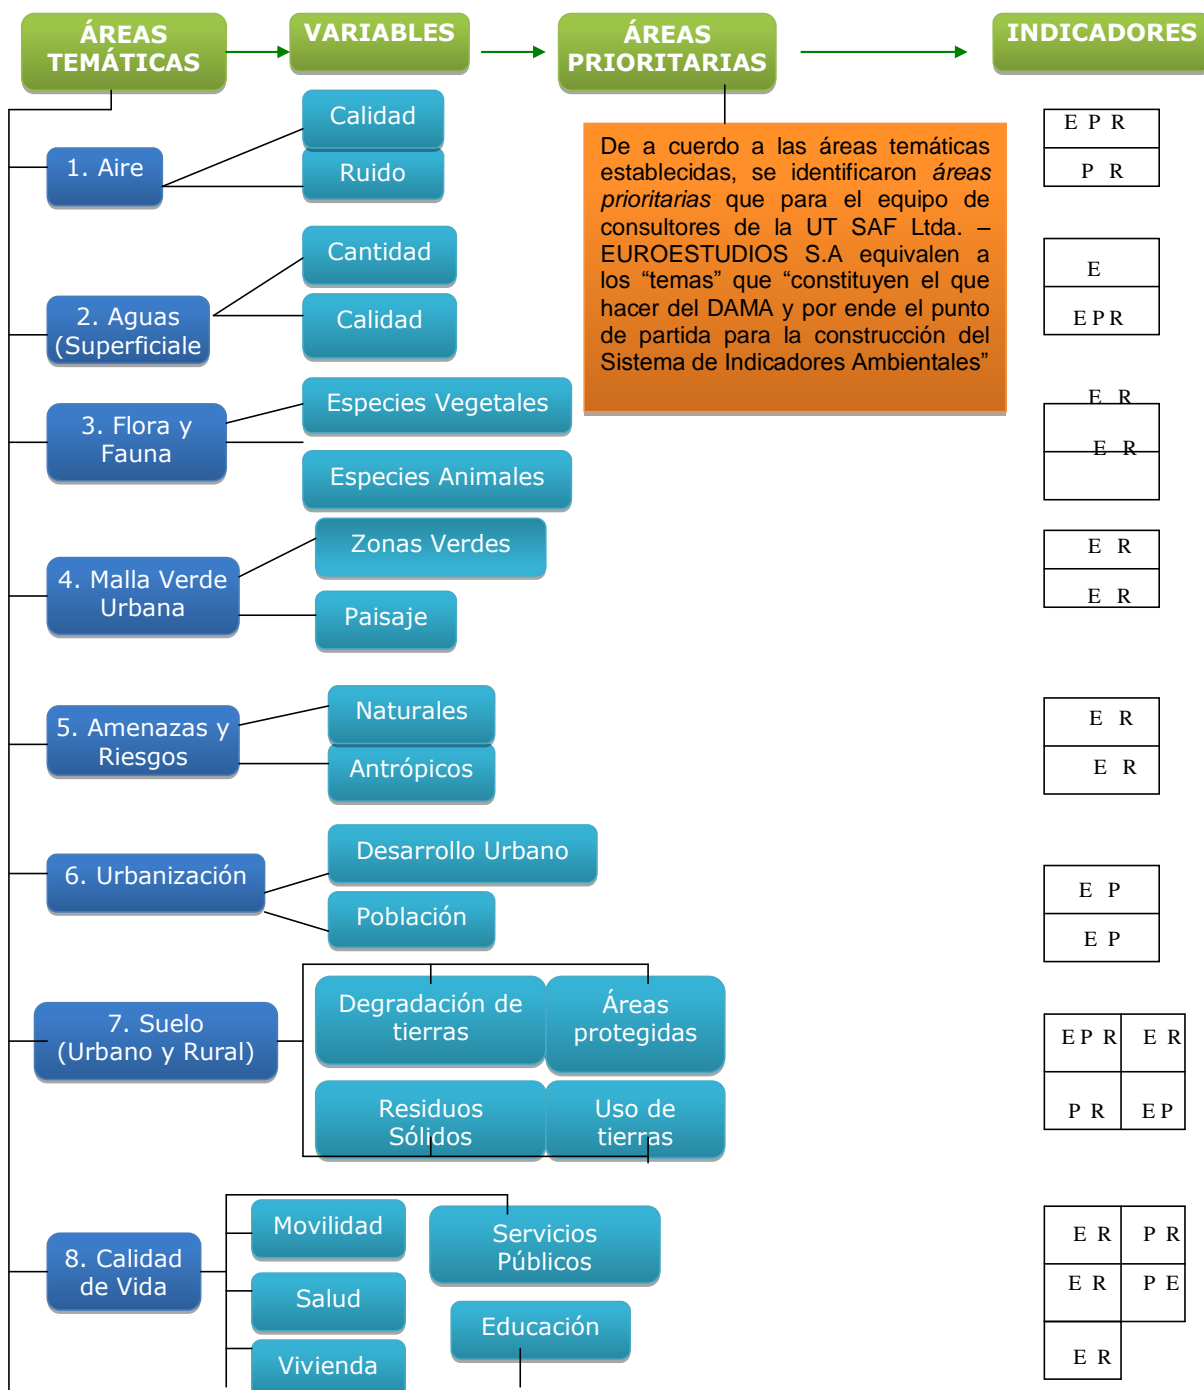 ÁREAS
TEMÁTICAS
VARIABLES
ÁREAS
PRIORITARIAS
INDICADORES
De a cuerdo a las áreas temáticas
establecidas, se identificaron áreas
prioritarias que para el equipo de
consultores de la UT SAF Ltda. –
EUROESTUDIOS S.A equivalen a
los “temas” que “constituyen el que
hacer del DAMA y por ende el punto
de partida para la construcción del
Sistema de Indicadores Ambientales”
1. Aire
Calidad
Ruido
E P R
P R
2. Aguas
(Superficiale
Cantidad
Calidad
E
E P R
3. Flora y
Fauna
Especies Vegetales
Especies Animales
E R
E R
4. Malla Verde
Urbana
Zonas Verdes
Paisaje
E R
E R
5. Amenazas y
Riesgos
Naturales
Antrópicos
E R
E R
6. Urbanización
Desarrollo Urbano
Población
E P
E P
7. Suelo
(Urbano y Rural)
Degradación de
tierras
Áreas
protegidas
Residuos
Sólidos
Uso de
tierras
E P R E R
P R E P
8. Calidad
de Vida
Movilidad
Servicios
Públicos
Salud
Educación
Vivienda
E R P R
E R P E
E R